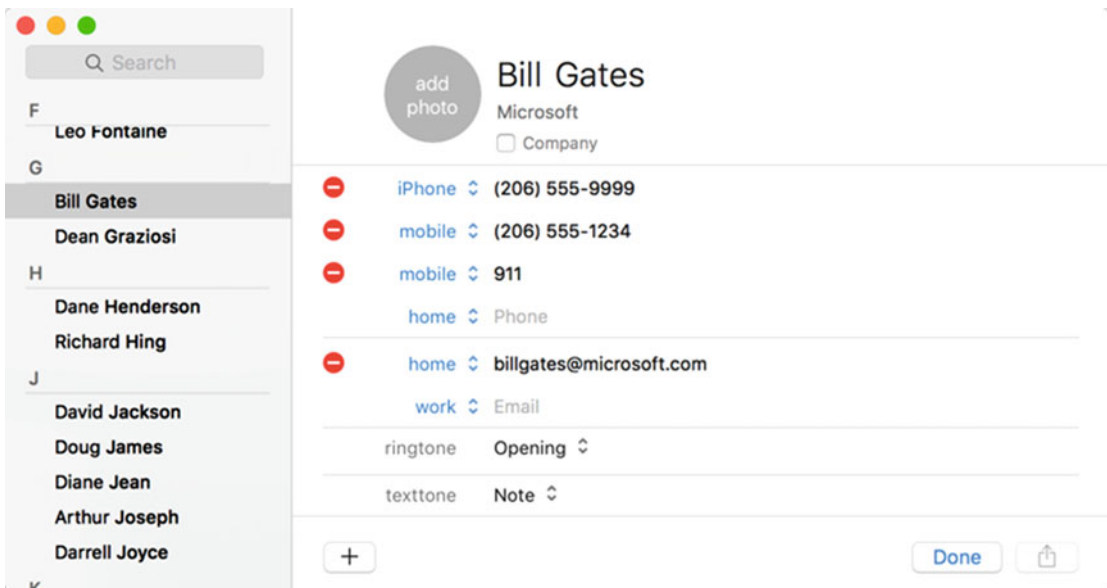 Search
F
Leo Fontaine
G
Bill Gates
Dean Graziosi
H
Dane Henderson
Richard Hing
J
David Jackson
Doug James
Diane Jean
Arthur Joseph
Darrell Joyce
K
add
photo
Bill Gates
Microsoft
Company
iPhone (206) 555-9999
mobile (206) 555-1234
mobile 911
home Phone
home billgates@microsoft.com
work Email
ringtone Opening
texttone Note
+
Done